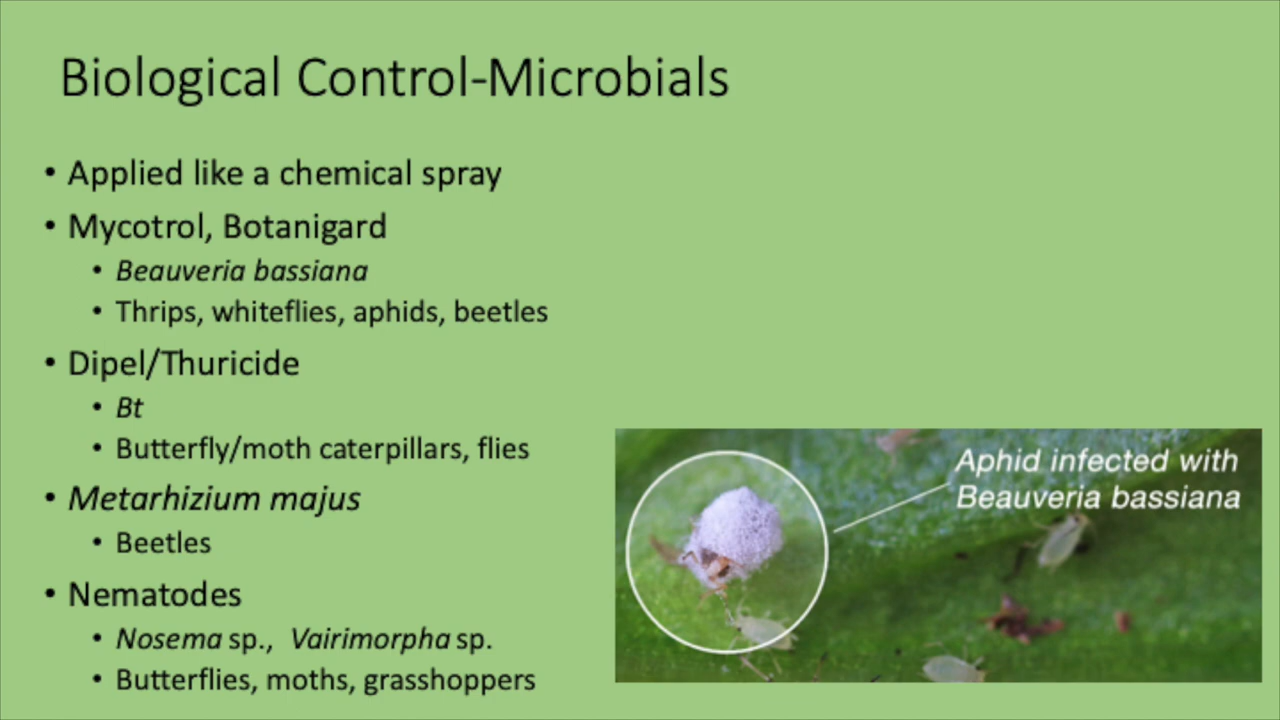 Biological Control-Microbials
• Applied like a chemical spray
• Mycotrol, Botanigard
• Beauveria bassiana
• Thrips, whiteflies, aphids, beetles
• Dipel/Thuricide
• Bt
• Butterfly/moth caterpillars, flies
• Metarhizium majus
• Beetles
• Nematodes
• Nosema sp., Vairimorpha sp.
• Butterflies, moths, grasshoppers
Aphid infected with
Beauveria bassiana